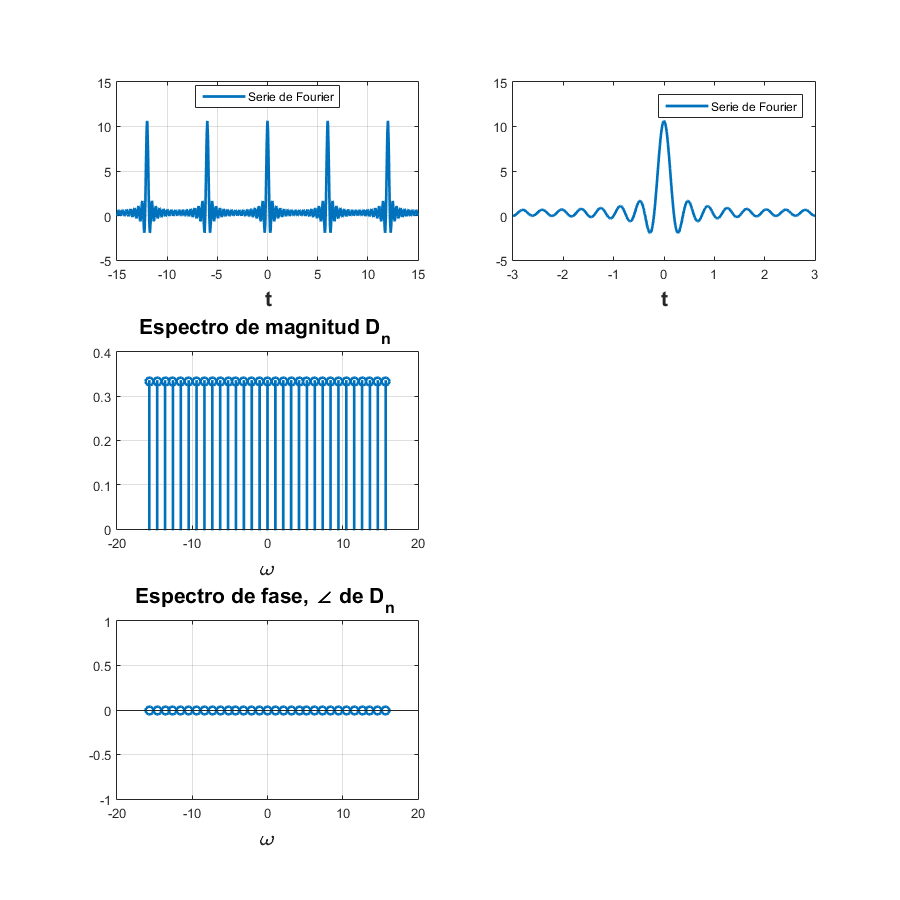 15
10
5
0
-5
-15 -10 -5 0 5 10 15
Serie de Fourier
t
15
10
5
0
-5
-3 -2 -1 0 1 2 3
Serie de Fourier
t
Espectro de magnitud Dn
0.4
0.3
0.2
0.1
0
-20 -10 0 10 20
ω
Espectro de fase, ∠ de Dn
1
0.5
0
-0.5
-1
-20 -10 0 10 20
ω